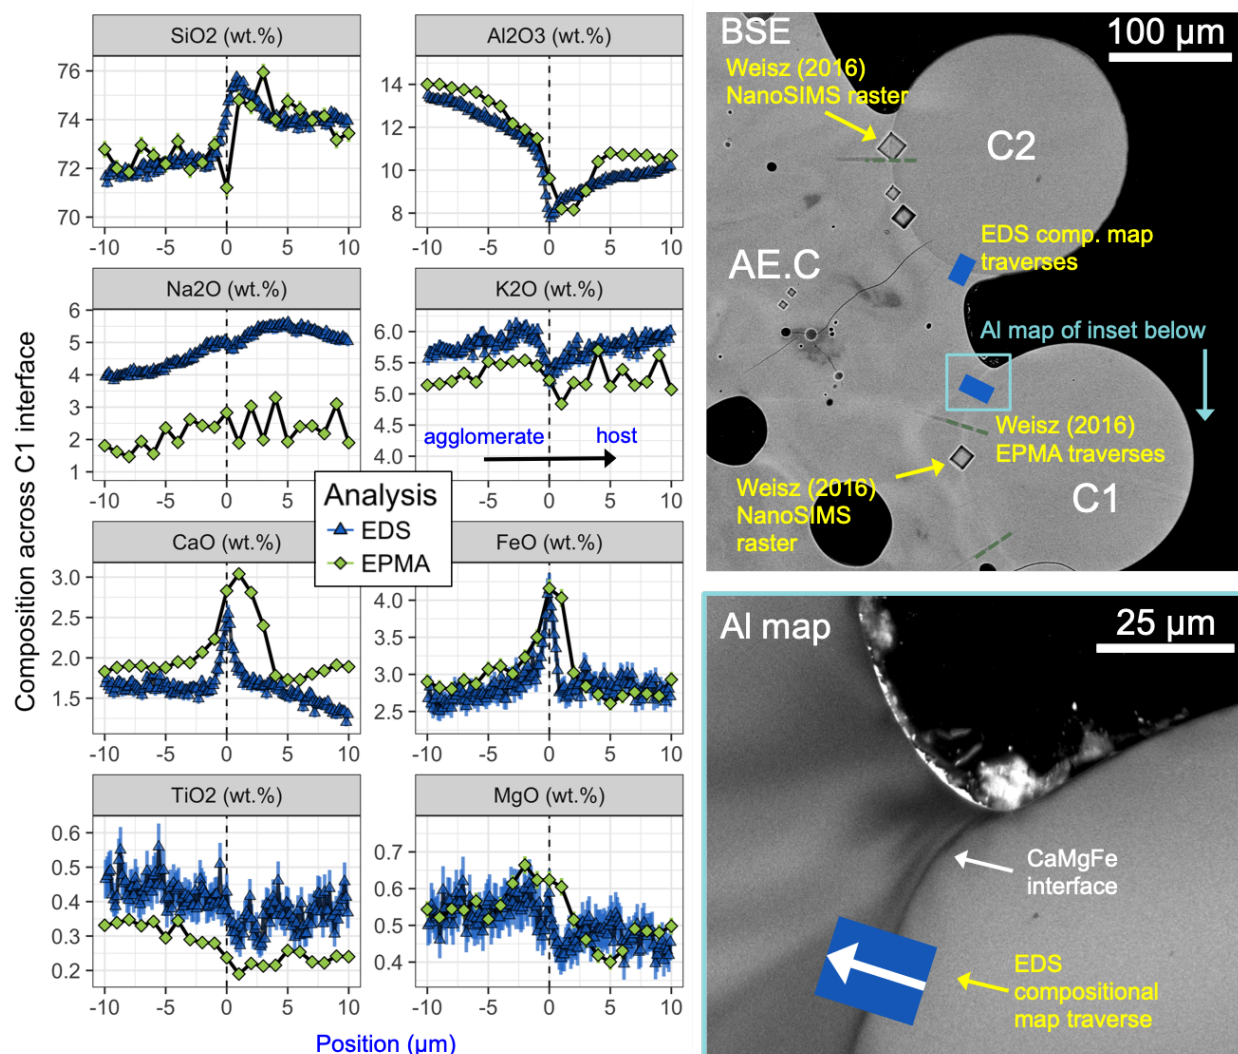 Composition across C1 interface
SiO2 (wt.%)
76
74
72
70
-10 -5 0 5 10
Al2O3 (wt.%)
14
12
10
8
-10 -5 0 5 10
Na2O (wt.%)
6
5
4
3
2
1
-10 -5 0 5 10
K2O (wt.%)
6.0
5.5
5.0
4.5
4.0
agglomerate host
-10 -5 0 5 10
Analysis
EDS
EPMA
CaO (wt.%)
3.0
2.5
2.0
1.5
-10 -5 0 5 10
FeO (wt.%)
4.0
3.5
3.0
2.5
-10 -5 0 5 10
TiO2 (wt.%)
0.6
0.5
0.4
0.3
0.2
-10 -5 0 5 10
MgO (wt.%)
0.7
0.6
0.5
0.4
-10 -5 0 5 10
Position (µm)
BSE
100 µm
Weisz (2016)
NanoSIMS raster
C2
EDS comp. map
traverses
AE.C
Al map of inset below
Weisz (2016)
EPMA traverses
Weisz (2016)
NanoSIMS
raster
C1
Al map
25 µm
CaMgFe
interface
EDS
compositional
map traverse